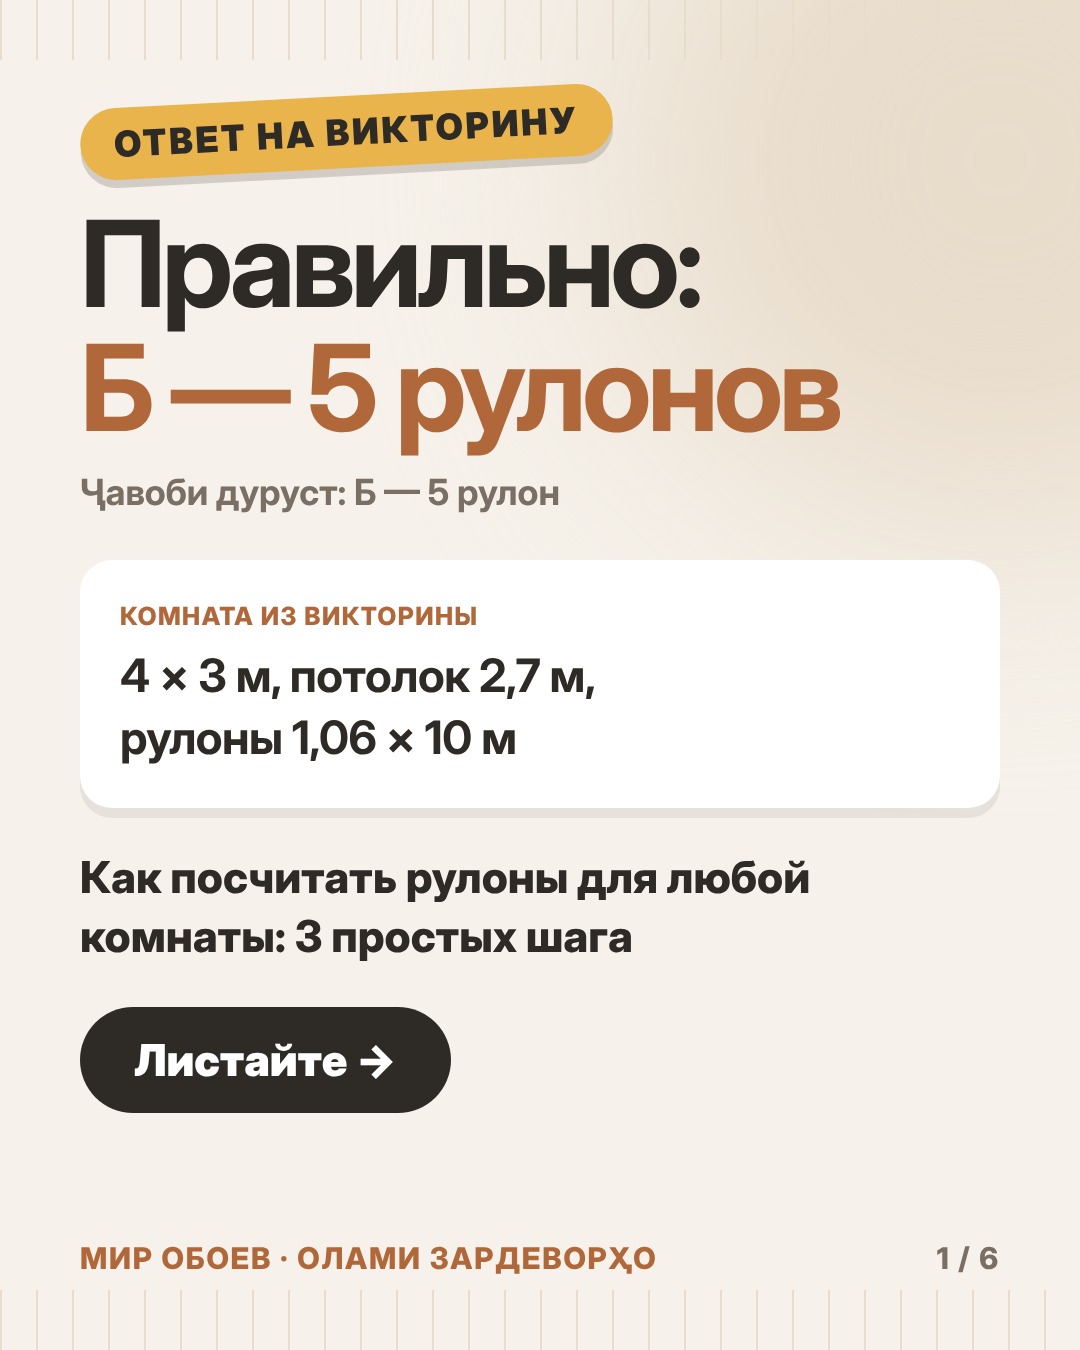 ОТВЕТ НА ВИКТОРИНУ
Правильно:
Б — 5 рулонов
Ҷавоби дуруст: Б — 5 рулон
КОМНАТА ИЗ ВИКТОРИНЫ
4 × 3 м, потолок 2,7 м,
рулоны 1,06 × 10 м
Как посчитать рулоны для любой
комнаты: 3 простых шага
Листайте →
МИР ОБОЕВ · ОЛАМИ ЗАРДЕВОРҲО
1 / 6